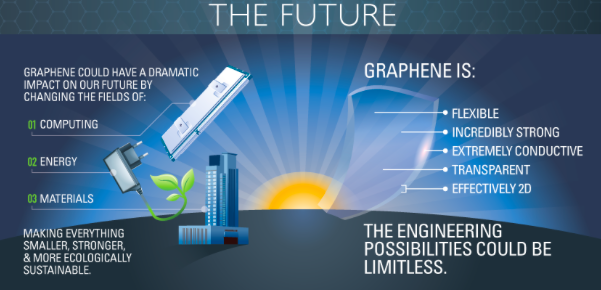 THE FUTURE
GRAPHENE COULD HAVE A DRAMATIC
IMPACT ON OUR FUTURE BY
CHANGING THE FIELDS OF:
01 COMPUTING
02 ENERGY
03 MATERIALS
MAKING EVERYTHING
SMALLER, STRONGER,
& MORE ECOLOGICALLY
SUSTAINABLE.
GRAPHENE IS:
FLEXIBLE
INCREDIBLY STRONG
EXTREMELY CONDUCTIVE
TRANSPARENT
EFFECTIVELY 2D
THE ENGINEERING
POSSIBILITIES COULD BE
LIMITLESS.